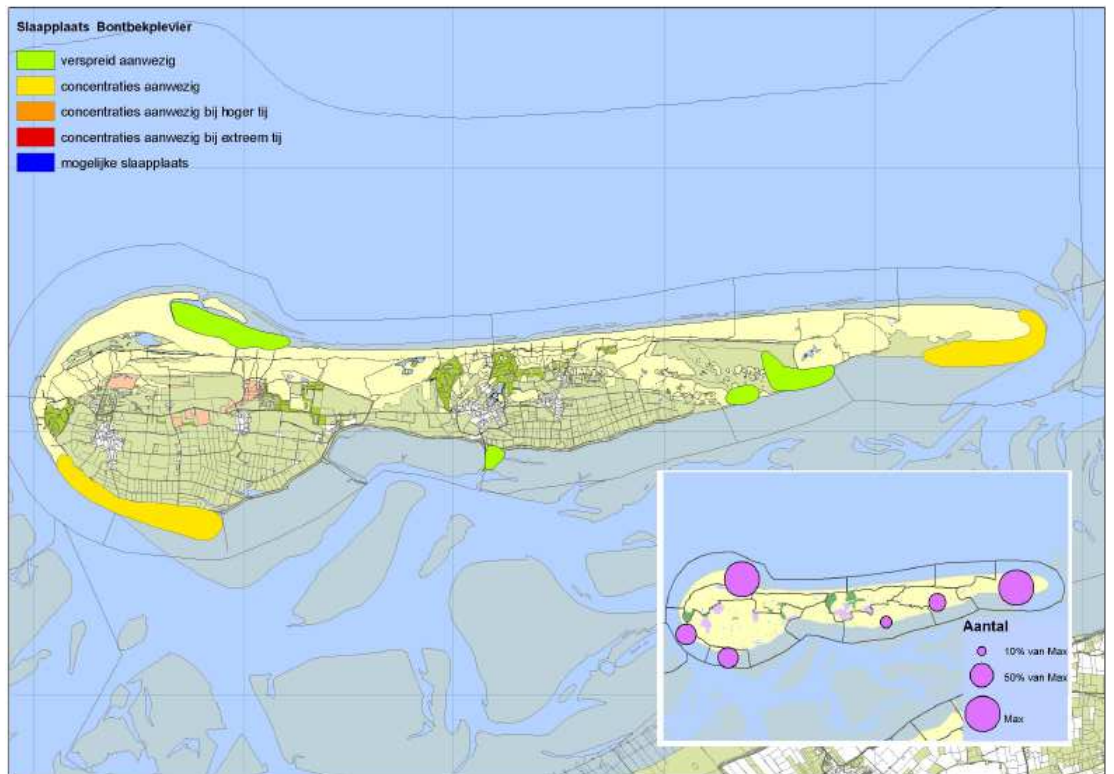 Slaapplaats Bontbekplevier
verspreid aanwezig
concentraties aanwezig
concentraties aanwezig bij hoger tij
concentraties aanwezig bij extreem tij
mogelijke slaapplaats
Aantal
10% van Max
50% van Max
Max